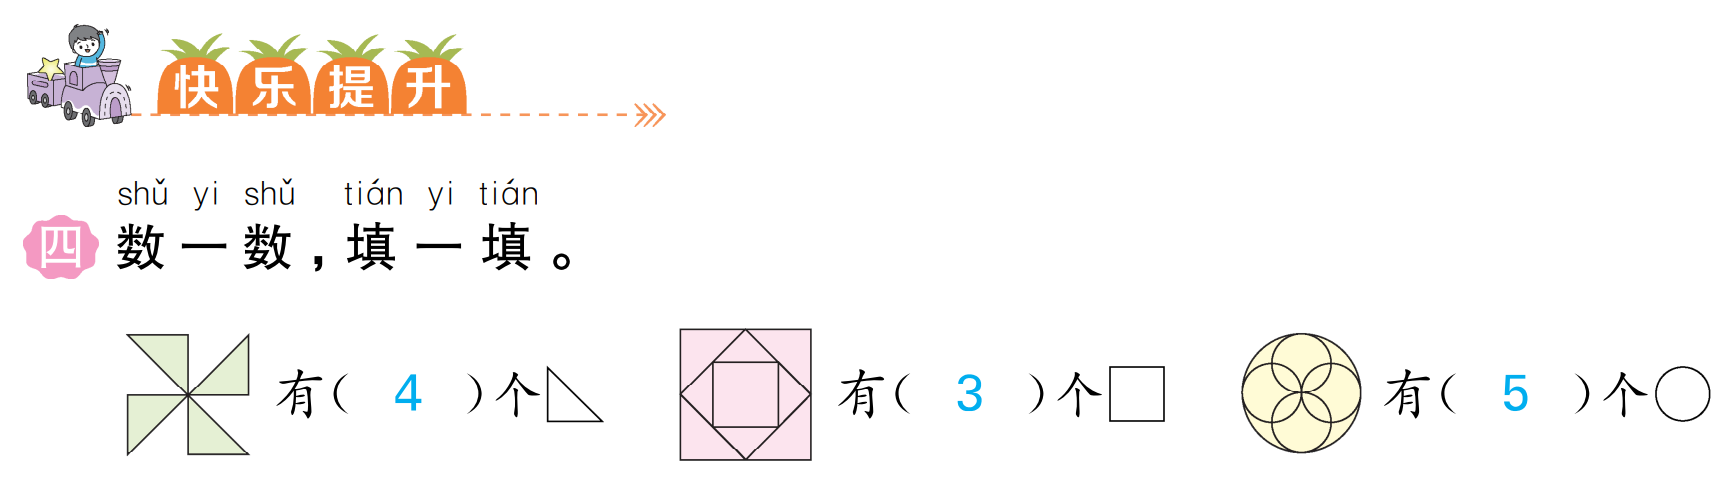 快乐提升
shǔ yi shǔ tián yi tián
四 数一数，填一填。
有( 4 )个 有( 3 )个 有( 5 )个